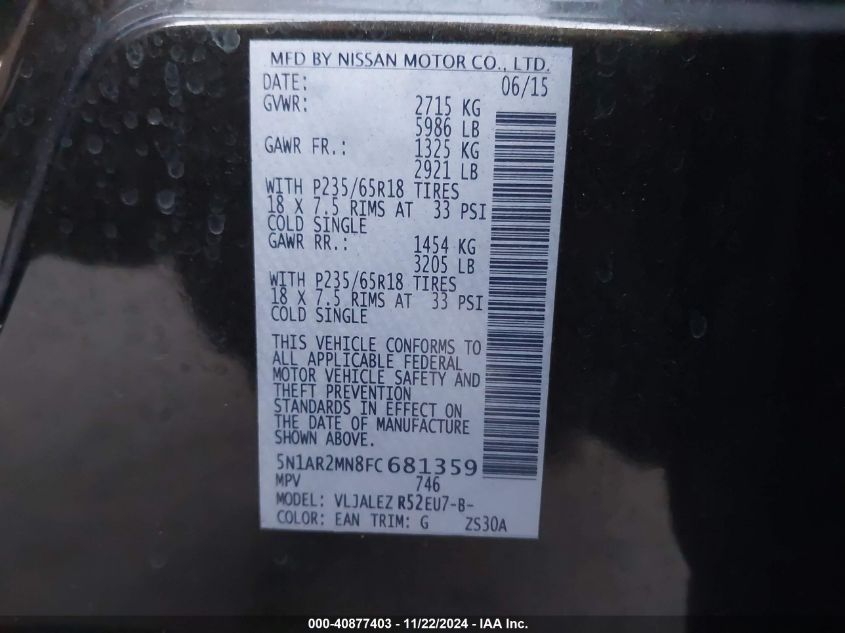 MFD BY NISSAN MOTOR CO., LTD.
DATE: 06/15
GVWR: 2715 KG
5986 LB
GAWR FR.: 1325 KG
2921 LB
WITH P235/65R18 TIRES
18 X 7.5 RIMS AT 33 PSI
COLD SINGLE
GAWR RR.: 1454 KG
3205 LB
WITH P235/65R18 TIRES
18 X 7.5 RIMS AT 33 PSI
COLD SINGLE
THIS VEHICLE CONFORMS TO
ALL APPLICABLE FEDERAL
MOTOR VEHICLE SAFETY AND
THEFT PREVENTION
STANDARDS IN EFFECT ON
THE DATE OF MANUFACTURE
SHOWN ABOVE.
5N1AR2MN8FC681359
MPV 746
MODEL: VLJALEZ R52EU7-B-
COLOR: EAN TRIM: G ZS30A
000-40877403 - 11/22/2024 - IAA Inc.